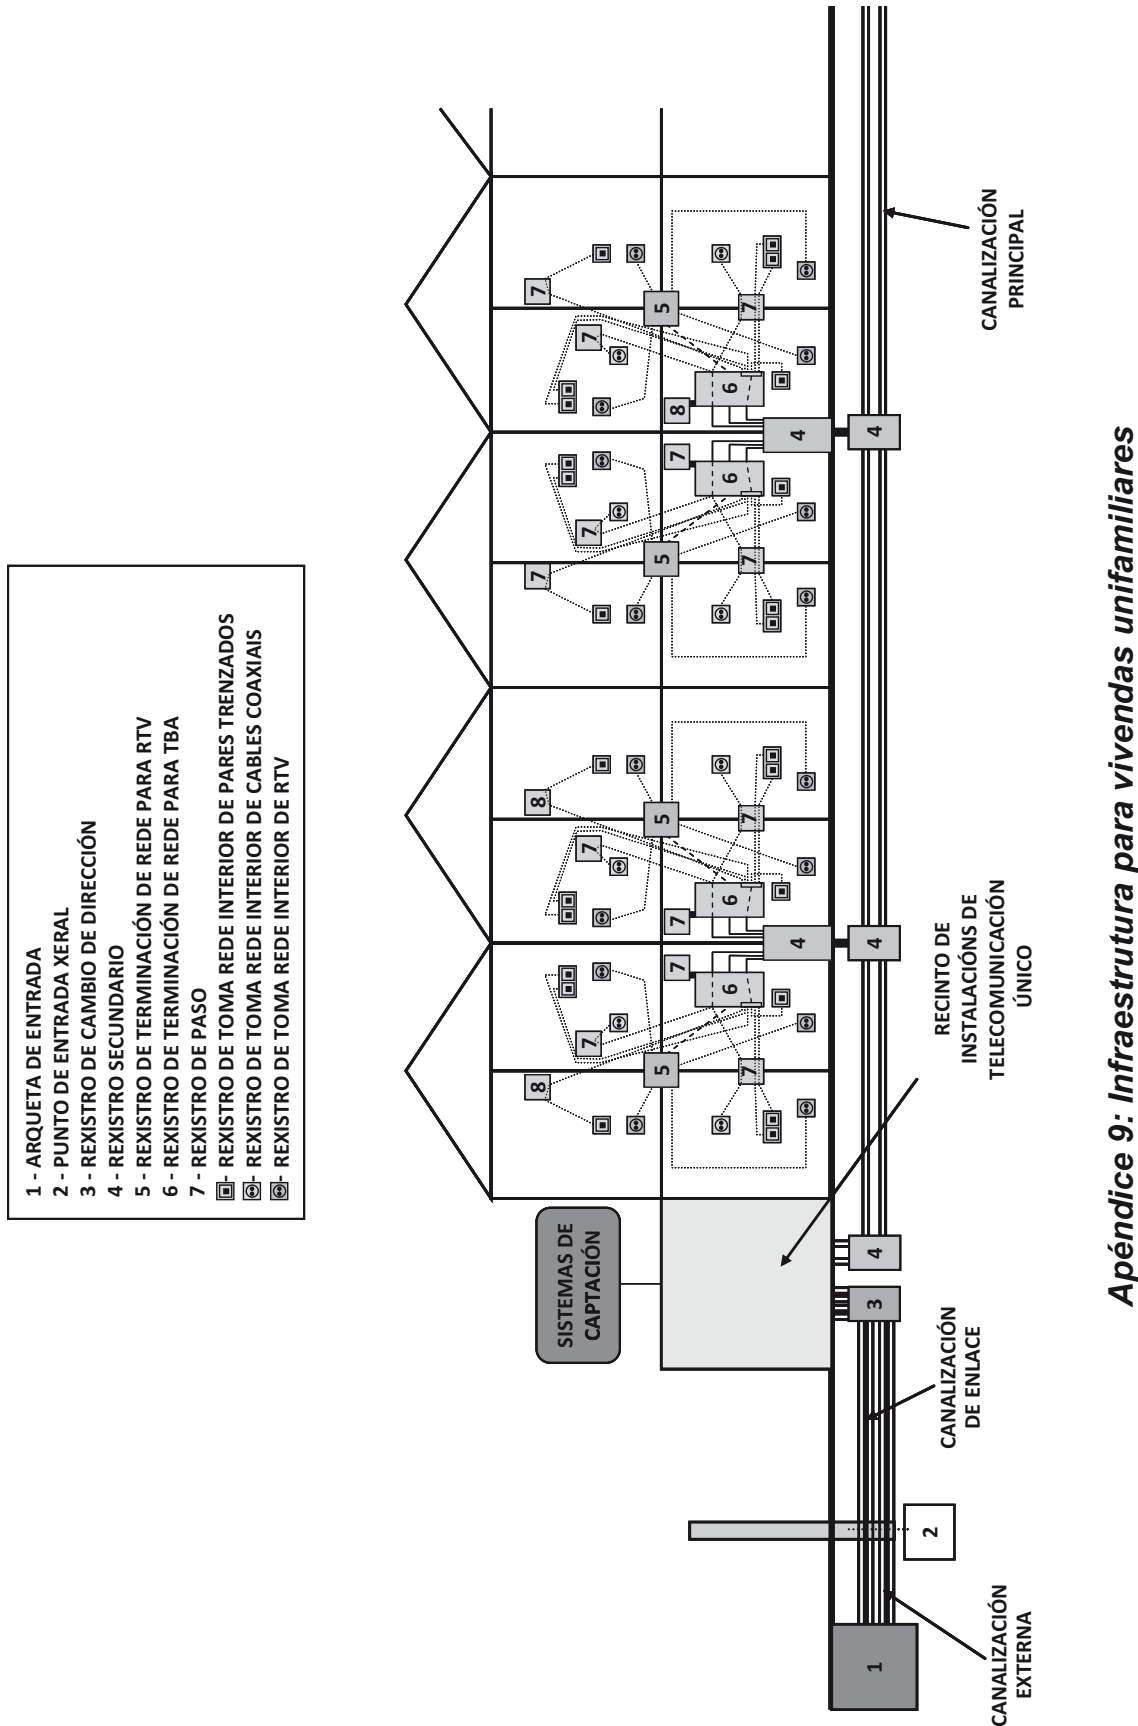 1 - ARQUETA DE ENTRADA
2 - PUNTO DE ENTRADA XERAL
3 - REXISTRO DE CAMBIO DE DIRECCIÓN
4 - REXISTRO SECUNDARIO
5 - REXISTRO DE TERMINACIÓN DE REDE PARA RTV
6 - REXISTRO DE TERMINACIÓN DE REDE PARA TBA
7 - REXISTRO DE PASO
- REXISTRO DE TOMA REDE INTERIOR DE PARES TRENZADOS
- REXISTRO DE TOMA REDE INTERIOR DE CABLES COAXIAIS
- REXISTRO DE TOMA REDE INTERIOR DE RTV
SISTEMAS DE
CAPTACIÓN
8
7
8
7
7
7
7
7
5
5
5
5
7
7
7
8
6
6
6
6
7
7
7
7
4
4
1
2
3
4
4
4
CANALIZACIÓN
EXTERNA
CANALIZACIÓN
DE ENLACE
RECINTO DE
INSTALACIÓNS DE
TELECOMUNICACIÓN
ÚNICO
CANALIZACIÓN
PRINCIPAL
Apéndice 9: Infraestrutura para vivendas unifamiliares